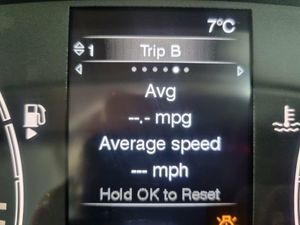 7°C
1 Trip B
Avg
--.- mpg
Average speed
--- mph
Hold OK to Reset